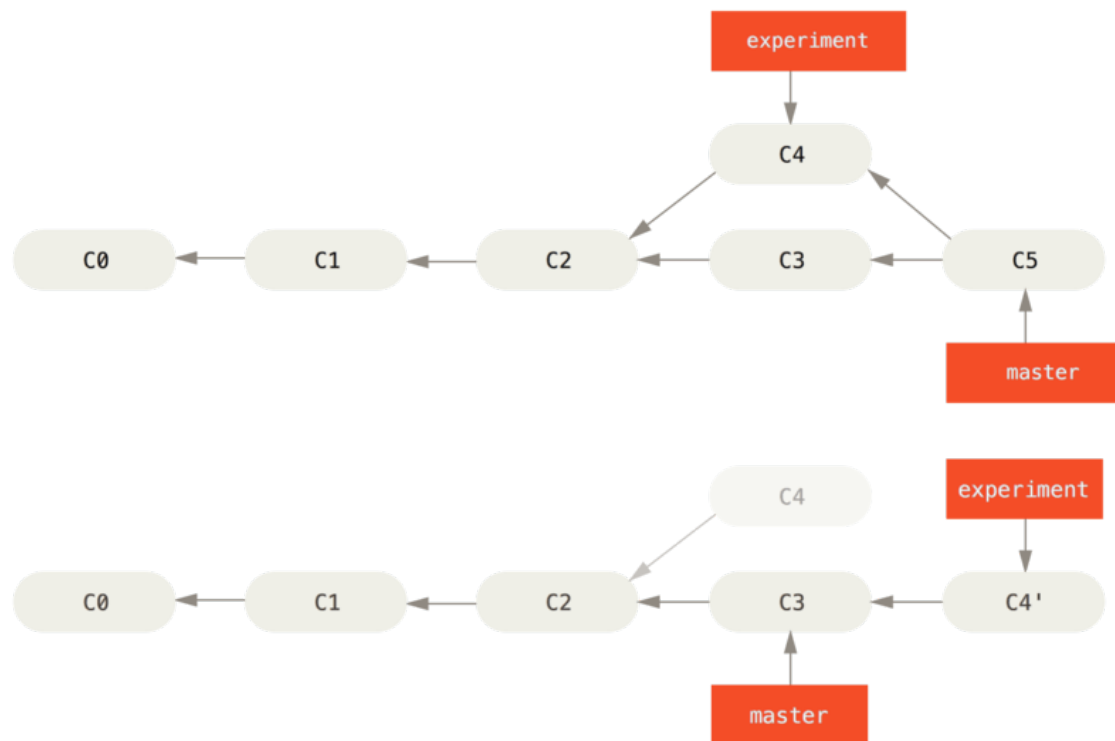 experiment
C4
C0 C1 C2 C3 C5
master
C4 experiment
C0 C1 C2 C3 C4'
master